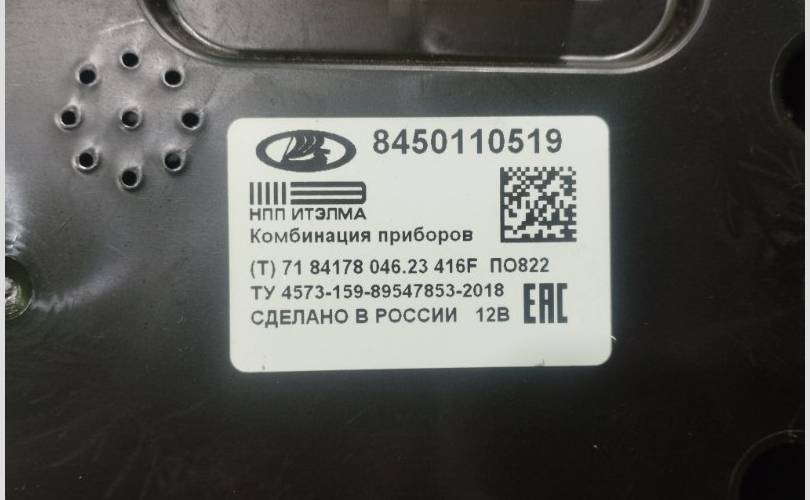 8450110519
НПП ИТЭЛМА
Комбинация приборов
(T) 71 84178 046.23 416F ПО822
ТУ 4573-159-89547853-2018
СДЕЛАНО В РОССИИ 12В EAC